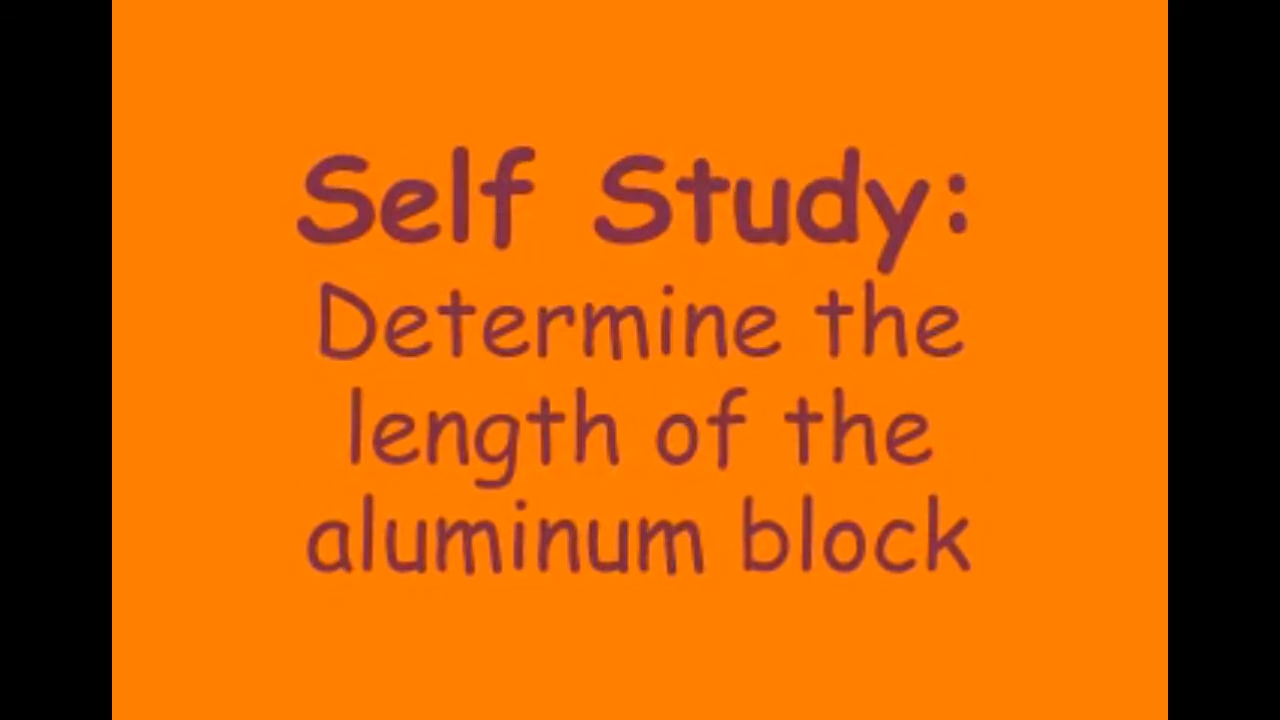 Self Study:
Determine the
length of the
aluminum block